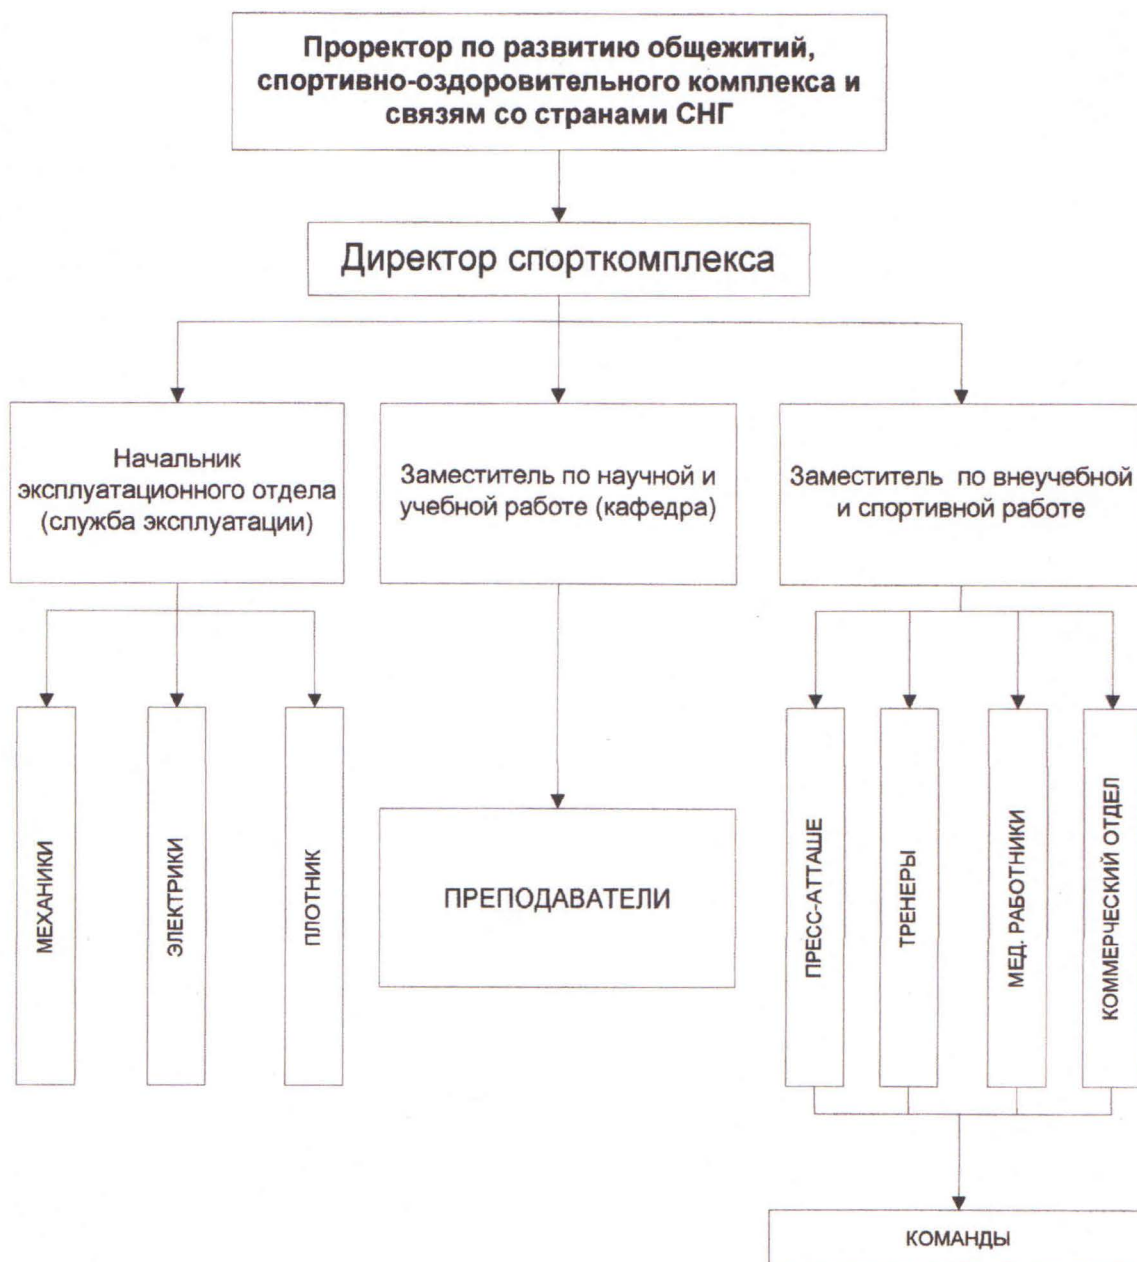 Проректор по развитию общежитий,
спортивно-оздоровительного комплекса и
связям со странами СНГ
Директор спорткомплекса
Начальник
эксплуатационного отдела
(служба эксплуатации)
Заместитель по научной и
учебной работе (кафедра)
Заместитель по внеучебной
и спортивной работе
МЕХАНИКИ
ЭЛЕКТРИКИ
ПЛОТНИК
ПРЕПОДАВАТЕЛИ
ПРЕСС-АТТАШЕ
ТРЕНЕРЫ
МЕД. РАБОТНИКИ
КОММЕРЧЕСКИЙ ОТДЕЛ
КОМАНДЫ